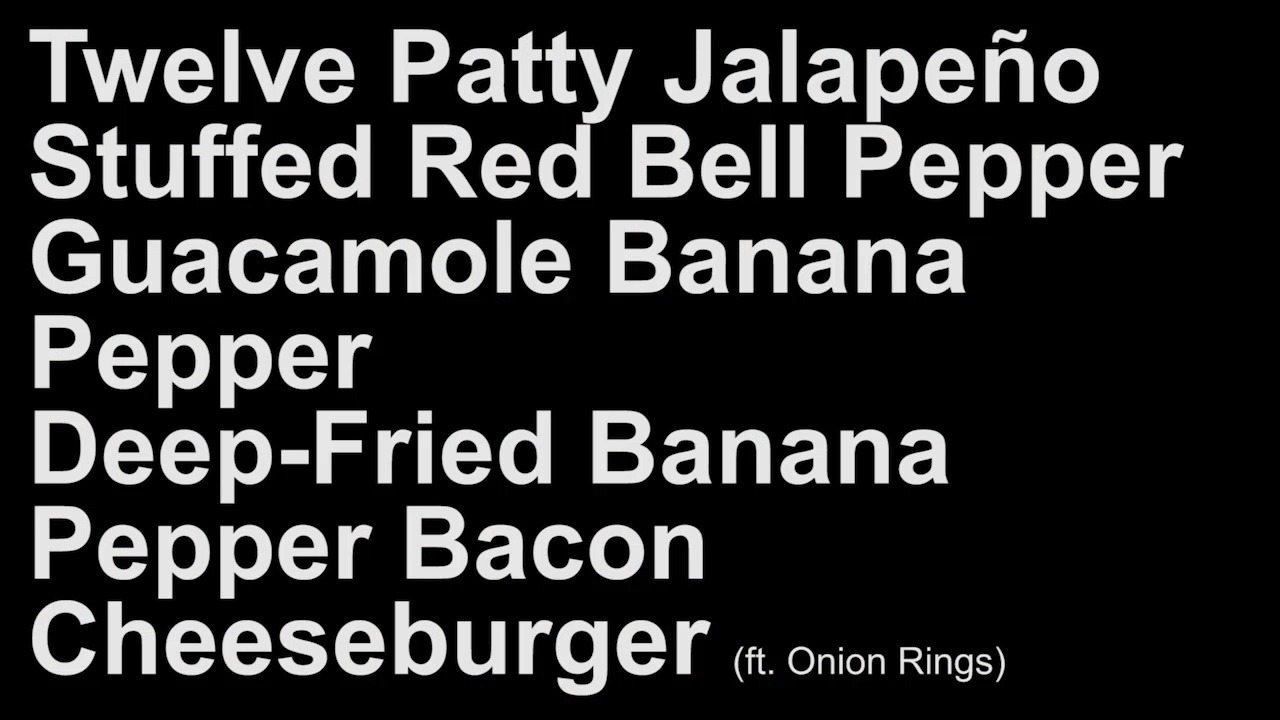 Twelve Patty Jalapeño
Stuffed Red Bell Pepper
Guacamole Banana
Pepper
Deep-Fried Banana
Pepper Bacon
Cheeseburger (ft. Onion Rings)